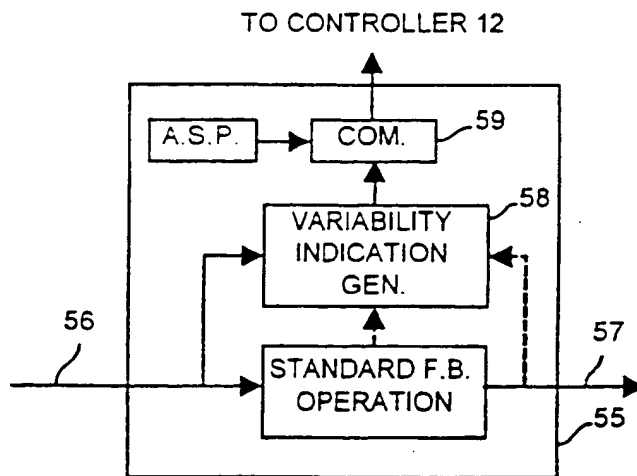 TO CONTROLLER 12
A.S.P.
COM.
59
VARIABILITY
INDICATION
GEN.
58
56
STANDARD F.B.
OPERATION
57
55